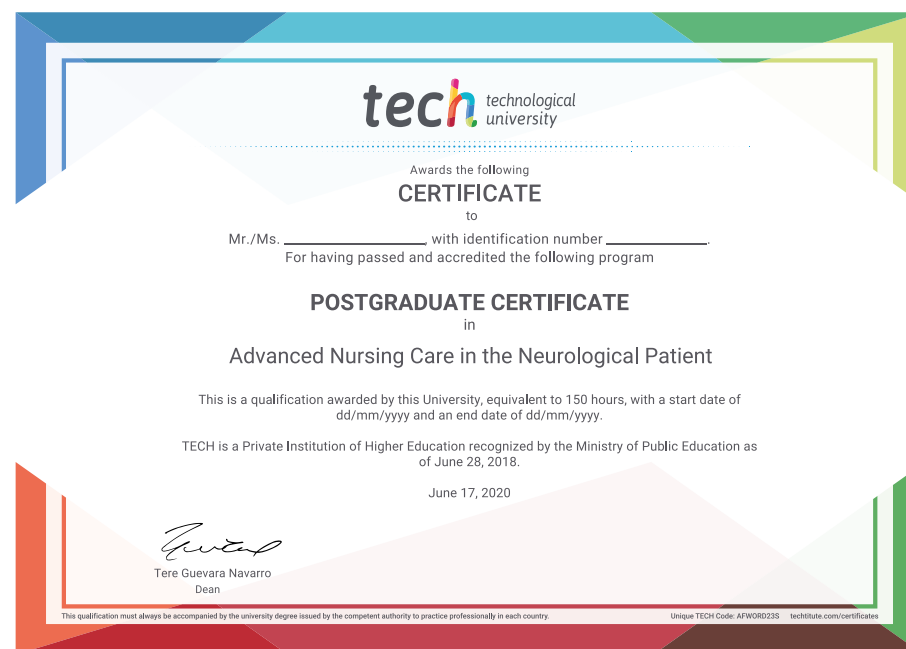 tech technological
university
Awards the following
CERTIFICATE
to
Mr./Ms. ____________, with identification number ____________.
For having passed and accredited the following program
POSTGRADUATE CERTIFICATE
in
Advanced Nursing Care in the Neurological Patient
This is a qualification awarded by this University, equivalent to 150 hours, with a start date of
dd/mm/yyyy and an end date of dd/mm/yyyy.
TECH is a Private Institution of Higher Education recognized by the Ministry of Public Education as
of June 28, 2018.
June 17, 2020
Tere Guevara Navarro
Dean
This qualification must always be accompanied by the university degree issued by the competent authority to practice professionally in each country.
Unique TECH Code: AFWORD23S techtitute.com/certificates